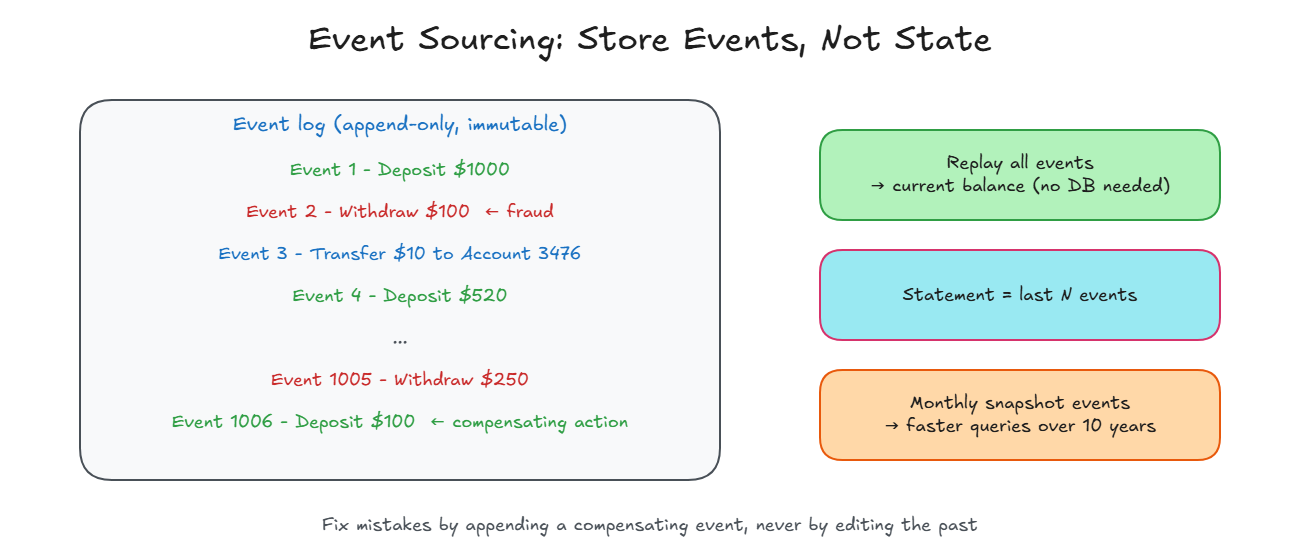 Event Sourcing: Store Events, Not State
Event log (append-only, immutable)
Event 1 - Deposit $1000
Event 2 - Withdraw $100 ← fraud
Event 3 - Transfer $10 to Account 3476
Event 4 - Deposit $520
...
Event 1005 - Withdraw $250
Event 1006 - Deposit $100 ← compensating action
Replay all events
→ current balance (no DB needed)
Statement = last N events
Monthly snapshot events
→ faster queries over 10 years
Fix mistakes by appending a compensating event, never by editing the past